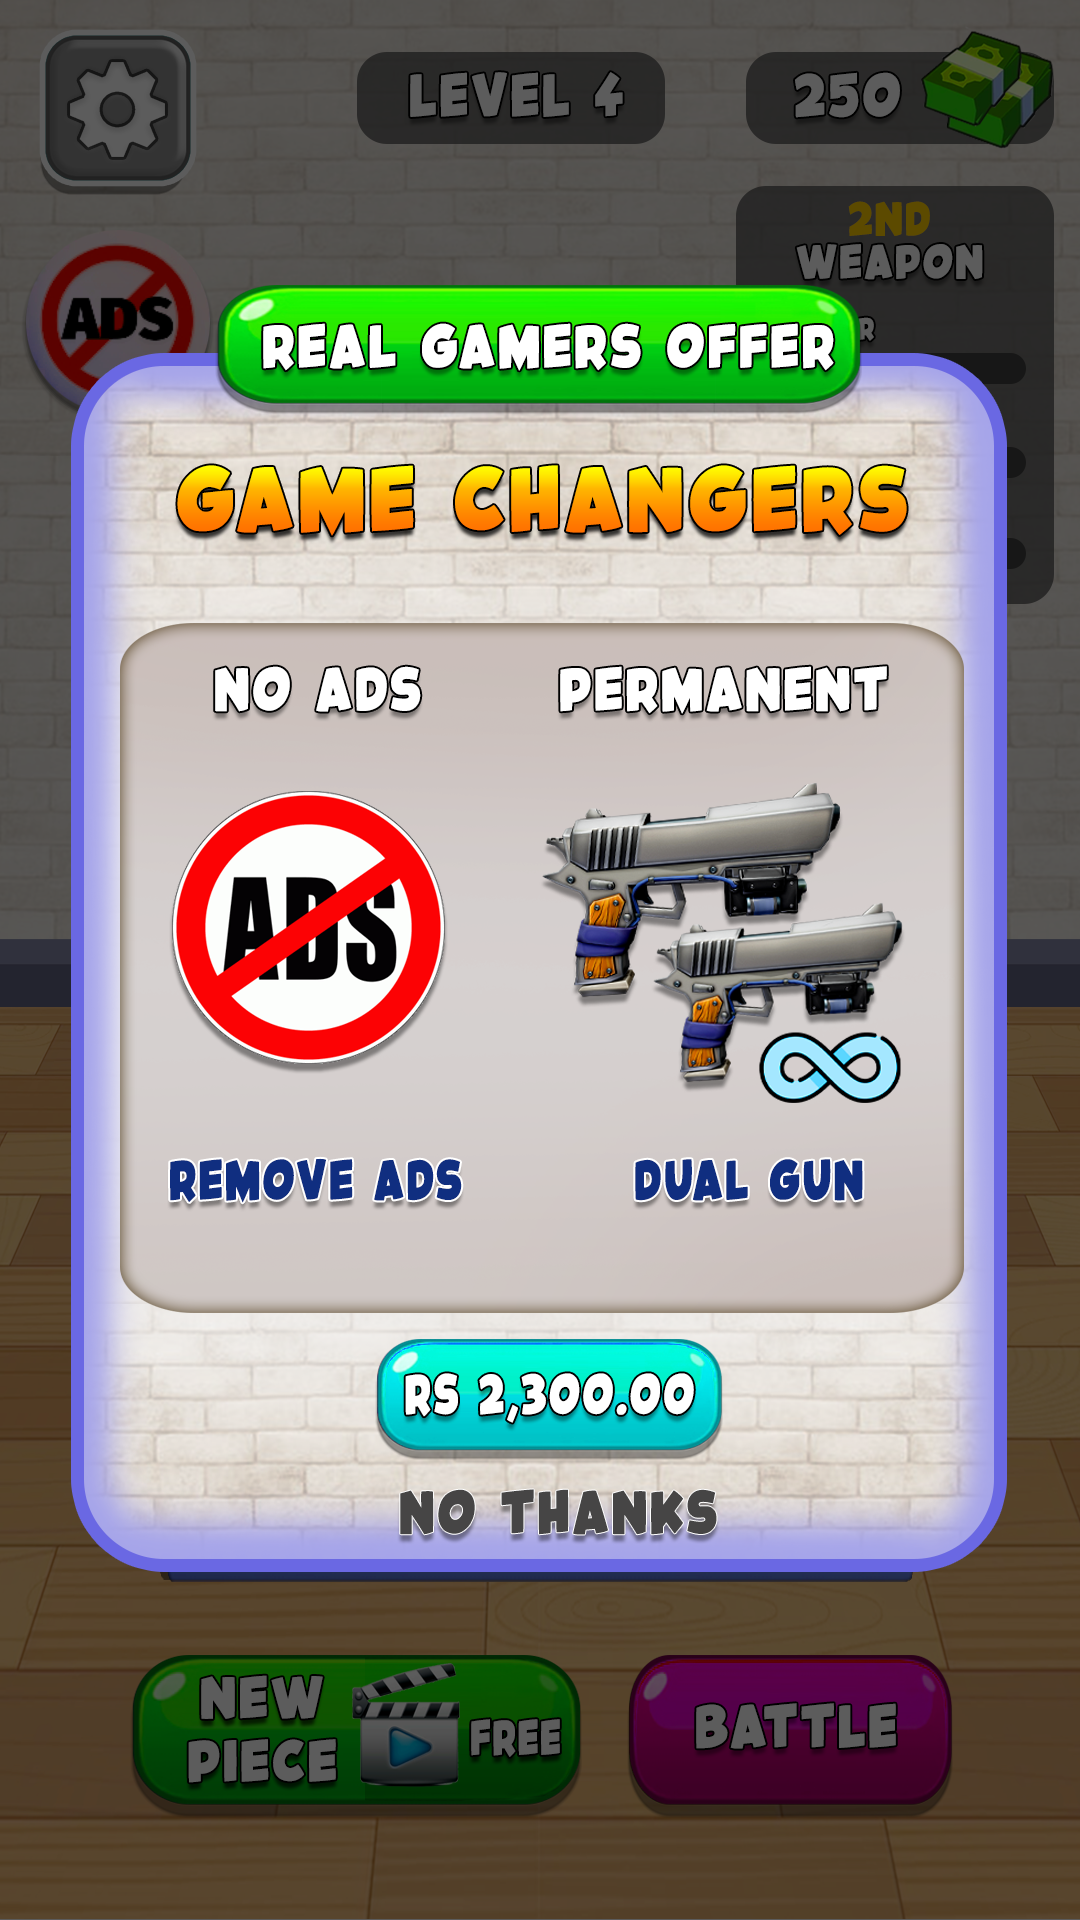 LEVEL 4
250
2ND
WEAPON
ADS
REAL GAMERS OFFER
GAME CHANGERS
NO ADS
PERMANENT
ADS
REMOVE ADS
DUAL GUN
RS 2,300.00
NO THANKS
NEW
PIECE
FREE
BATTLE